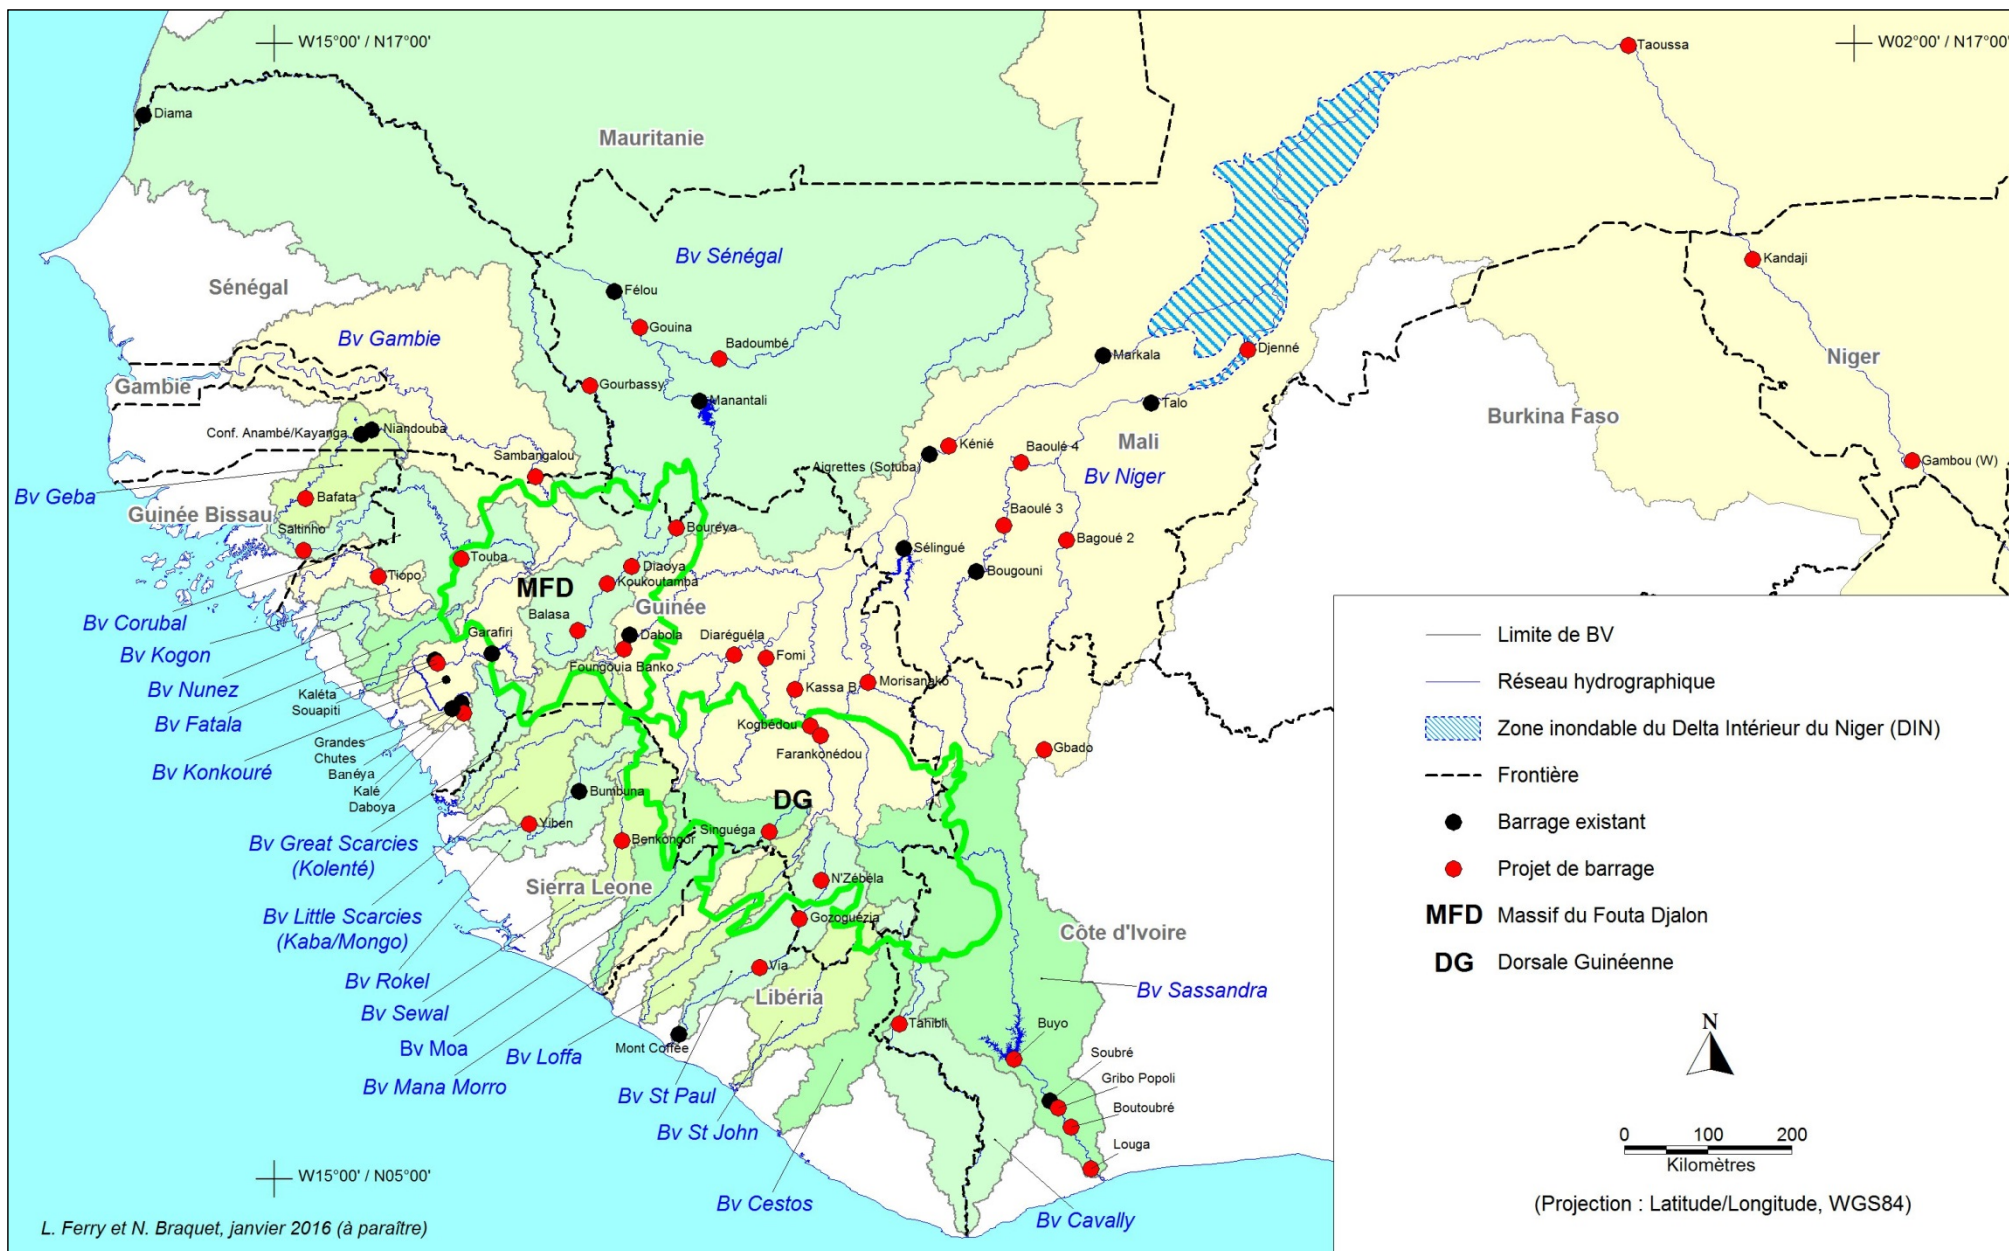 W15°00' / N17°00'
W02°00' / N17°00'
Taoussa
Diama
Mauritanie
Bv Sénégal
Kandaji
Sénégal
Félou
Gouina
Bv Gambie
Badoumbé
Markala
Djenné
Niger
Gambie
Gourbassy
Manantali
Talo
Burkina Faso
Conf. Anambé/Kayanga
Niandouba
Mali
Kénié
Baoulé 4
Aigrettes (Sotuba)
Sambangalou
Bv Niger
Gambou (W)
Bv Geba
Bafata
Guinée Bissau
Saltinho
Bouréya
Baoulé 3
Bagoué 2
Sélingué
Touba
Diaoya
Tiopo
MFD
Koukoutamba
Bougouni
Guinée
Balasa
Bv Corubal
Garafiri
Dabola
Diaréguéla
Fomi
Bv Kogon
Foungouia Banko
Bv Nunez
Kaléta
Souapiti
Kassa B.
Morisanako
Bv Fatala
Kogbédou
Farankonédou
Gbado
Grandes
Chutes
Bv Konkouré
Banéya
Kalé
Daboya
Bumbuna
DG
Yiben
Benkongor
Singuéga
Bv Great Scarcies
(Kolenté)
Sierra Leone
N'Zébéla
Bv Little Scarcies
(Kaba/Mongo)
Gozoguézia
Côte d'Ivoire
Bv Rokel
Via
Libéria
Bv Sassandra
Bv Sewal
Tahibli
Mont Coffee
Bv Moa
Bv Loffa
Buyo
Soubré
Gribo Popoli
Bv Mana Morro
Bv St Paul
Boutoubré
Bv St John
Louga
W15°00' / N05°00'
Bv Cestos
Bv Cavally
L. Ferry et N. Braquet, janvier 2016 (à paraître)
Limite de BV
Réseau hydrographique
Zone inondable du Delta Intérieur du Niger (DIN)
Frontière
Barrage existant
Projet de barrage
MFD Massif du Fouta Djalon
DG Dorsale Guinéenne
N
0 100 200
Kilomètres
(Projection : Latitude/Longitude, WGS84)